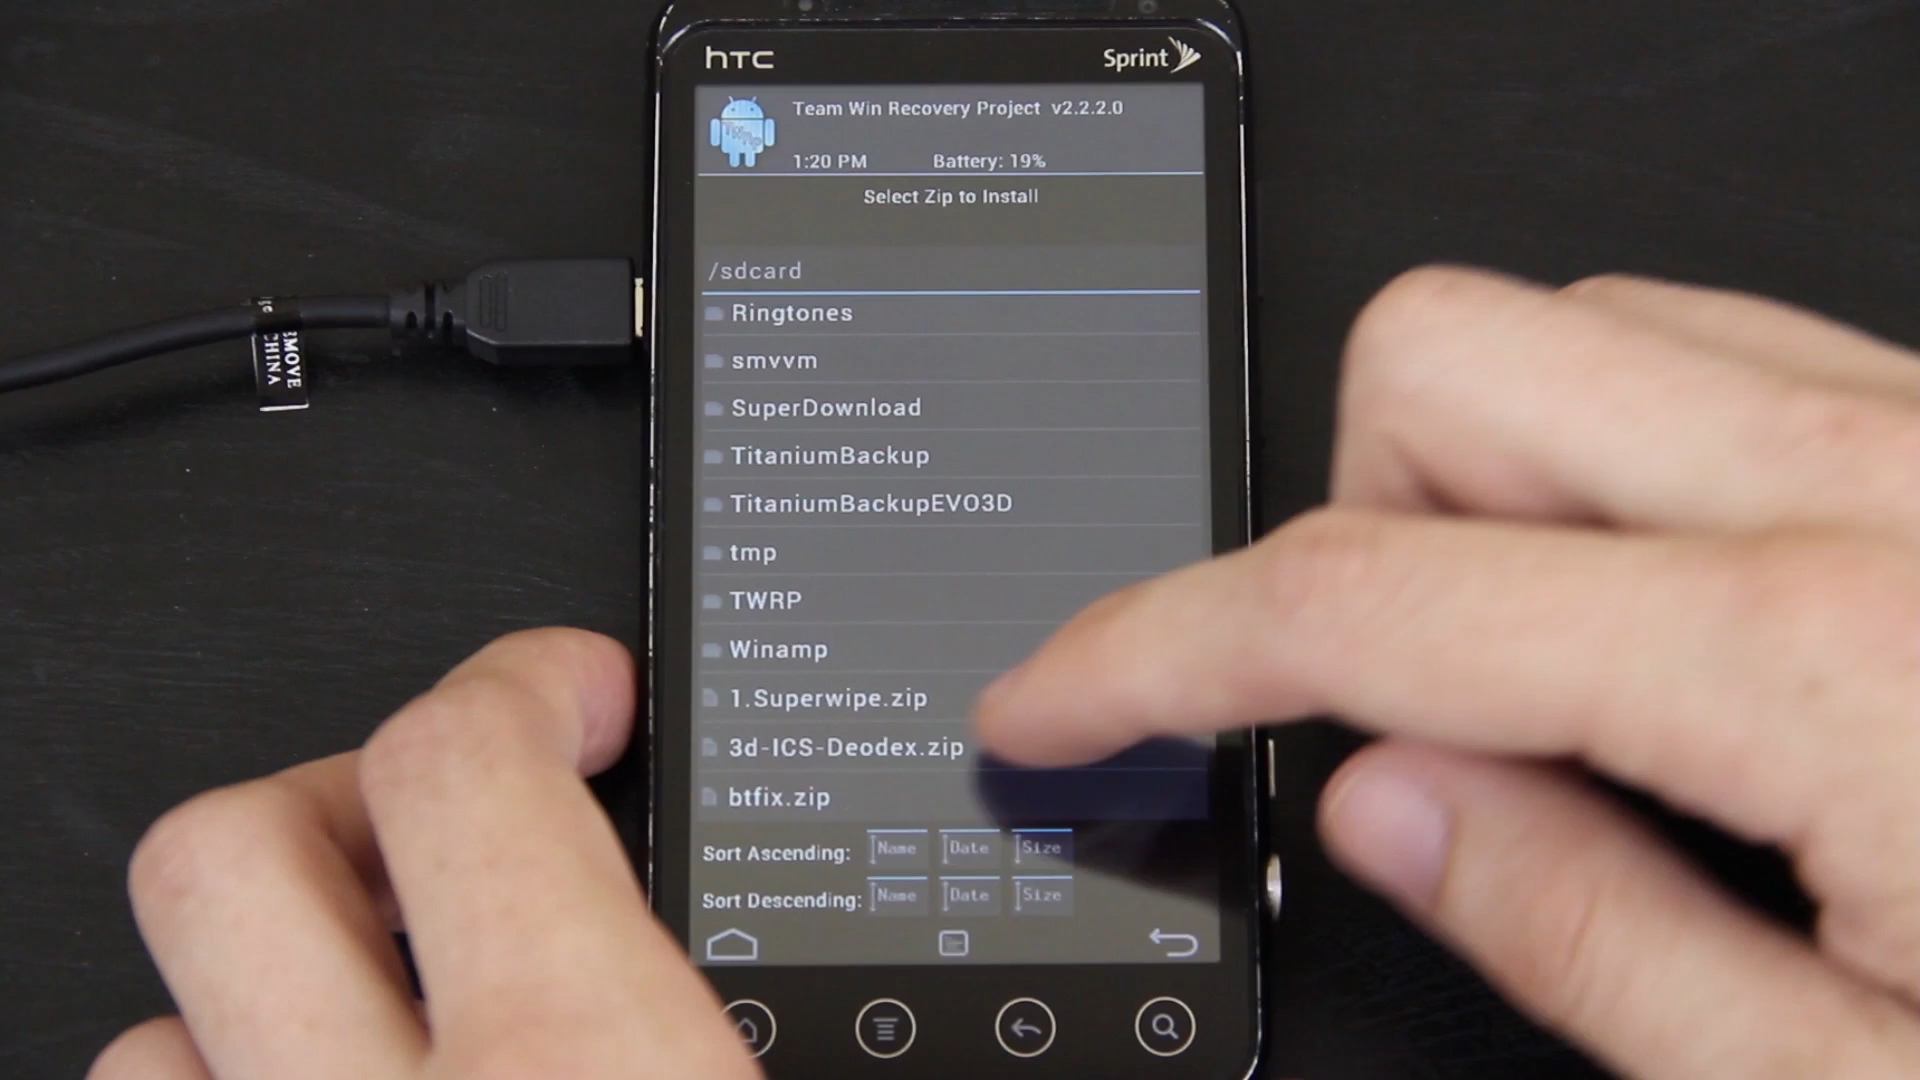 hTC
Sprint
Team Win Recovery Project v2.2.2.0
1:20 PM Battery: 19%
Select Zip to Install
/sdcard
Ringtones
smvvm
SuperDownload
TitaniumBackup
TitaniumBackupEVO3D
tmp
TWRP
Winamp
1.Superwipe.zip
3d-ICS-Deodex.zip
btfix.zip
Sort Ascending: Name Date Size
Sort Descending: Name Date Size
CHINA